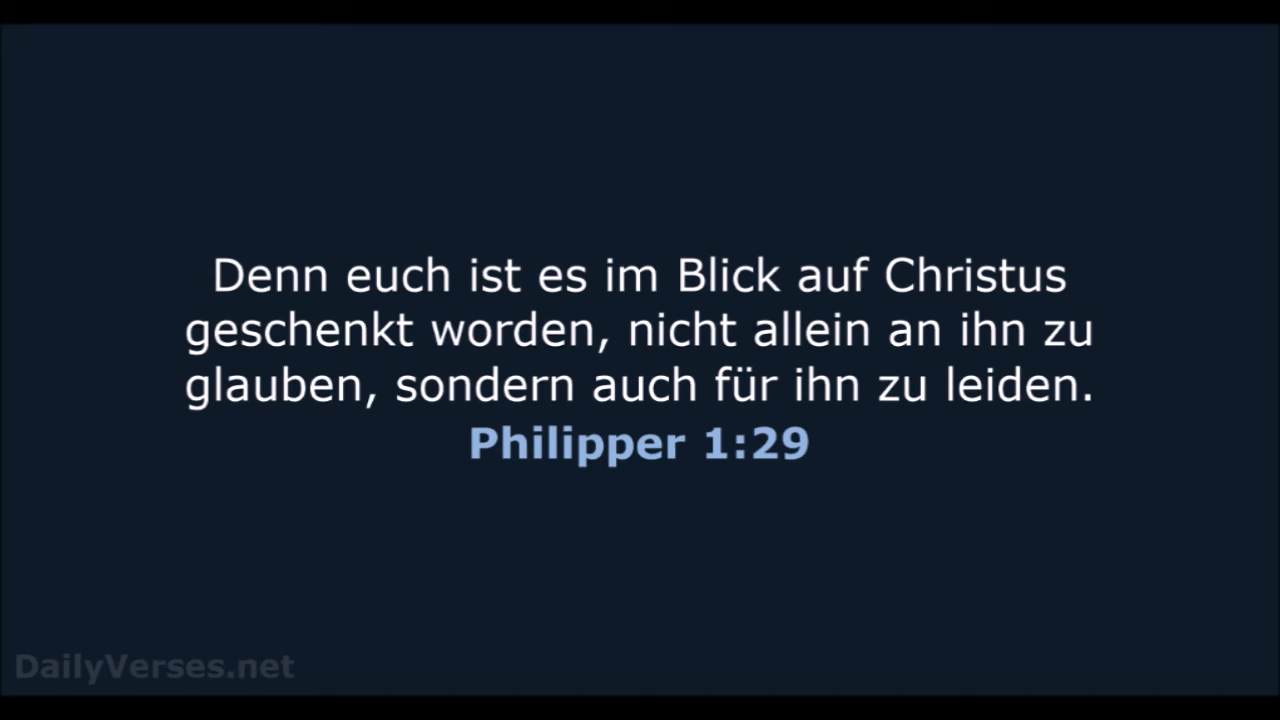 Denn euch ist es im Blick auf Christus
geschenkt worden, nicht allein an ihn zu
glauben, sondern auch für ihn zu leiden.
Philipper 1:29
DailyVerses.net